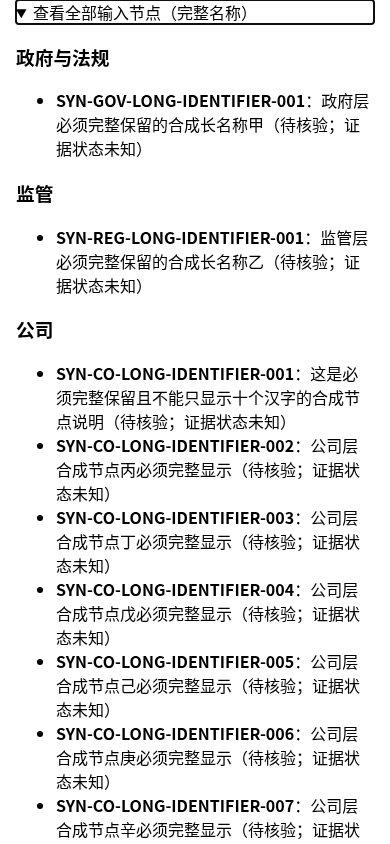 ▼ 查看全部输入节点（完整名称）
政府与法规
• SYN-GOV-LONG-IDENTIFIER-001：政府层
必须完整保留的合成长名称甲（待核验；证
据状态未知）
监管
• SYN-REG-LONG-IDENTIFIER-001：监管层
必须完整保留的合成长名称乙（待核验；证
据状态未知）
公司
• SYN-CO-LONG-IDENTIFIER-001：这是必
须完整保留且不能只显示十个汉字的合成节
点说明（待核验；证据状态未知）
• SYN-CO-LONG-IDENTIFIER-002：公司层
合成节点丙必须完整显示（待核验；证据状
态未知）
• SYN-CO-LONG-IDENTIFIER-003：公司层
合成节点丁必须完整显示（待核验；证据状
态未知）
• SYN-CO-LONG-IDENTIFIER-004：公司层
合成节点戊必须完整显示（待核验；证据状
态未知）
• SYN-CO-LONG-IDENTIFIER-005：公司层
合成节点己必须完整显示（待核验；证据状
态未知）
• SYN-CO-LONG-IDENTIFIER-006：公司层
合成节点庚必须完整显示（待核验；证据状
态未知）
• SYN-CO-LONG-IDENTIFIER-007：公司层
合成节点辛必须完整显示（待核验；证据状